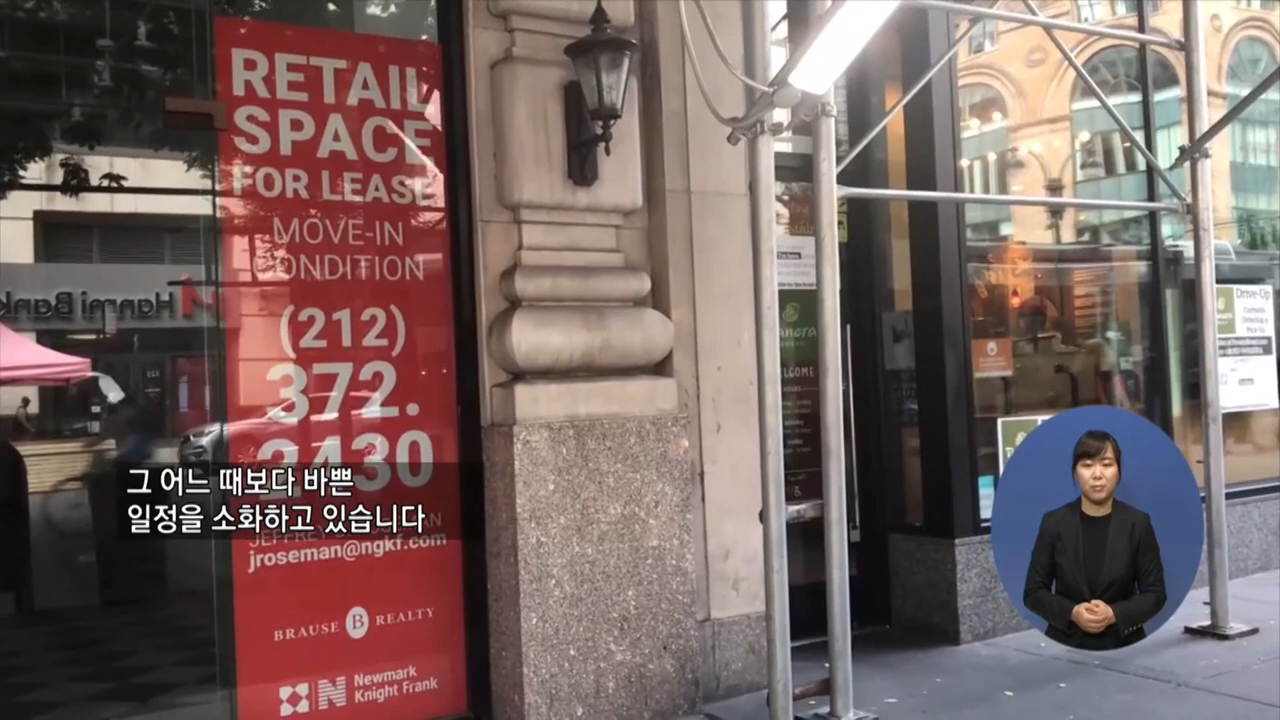 RETAIL
SPACE
FOR LEASE
MOVE-IN
CONDITION
(212)
372.
2430
jroseman@ngkf.com
BRAUSE B REALTY
N Newmark
Knight Frank
Hanmi Bank
그 어느 때보다 바쁜
일정을 소화하고 있습니다
WELCOME
Drive-Up